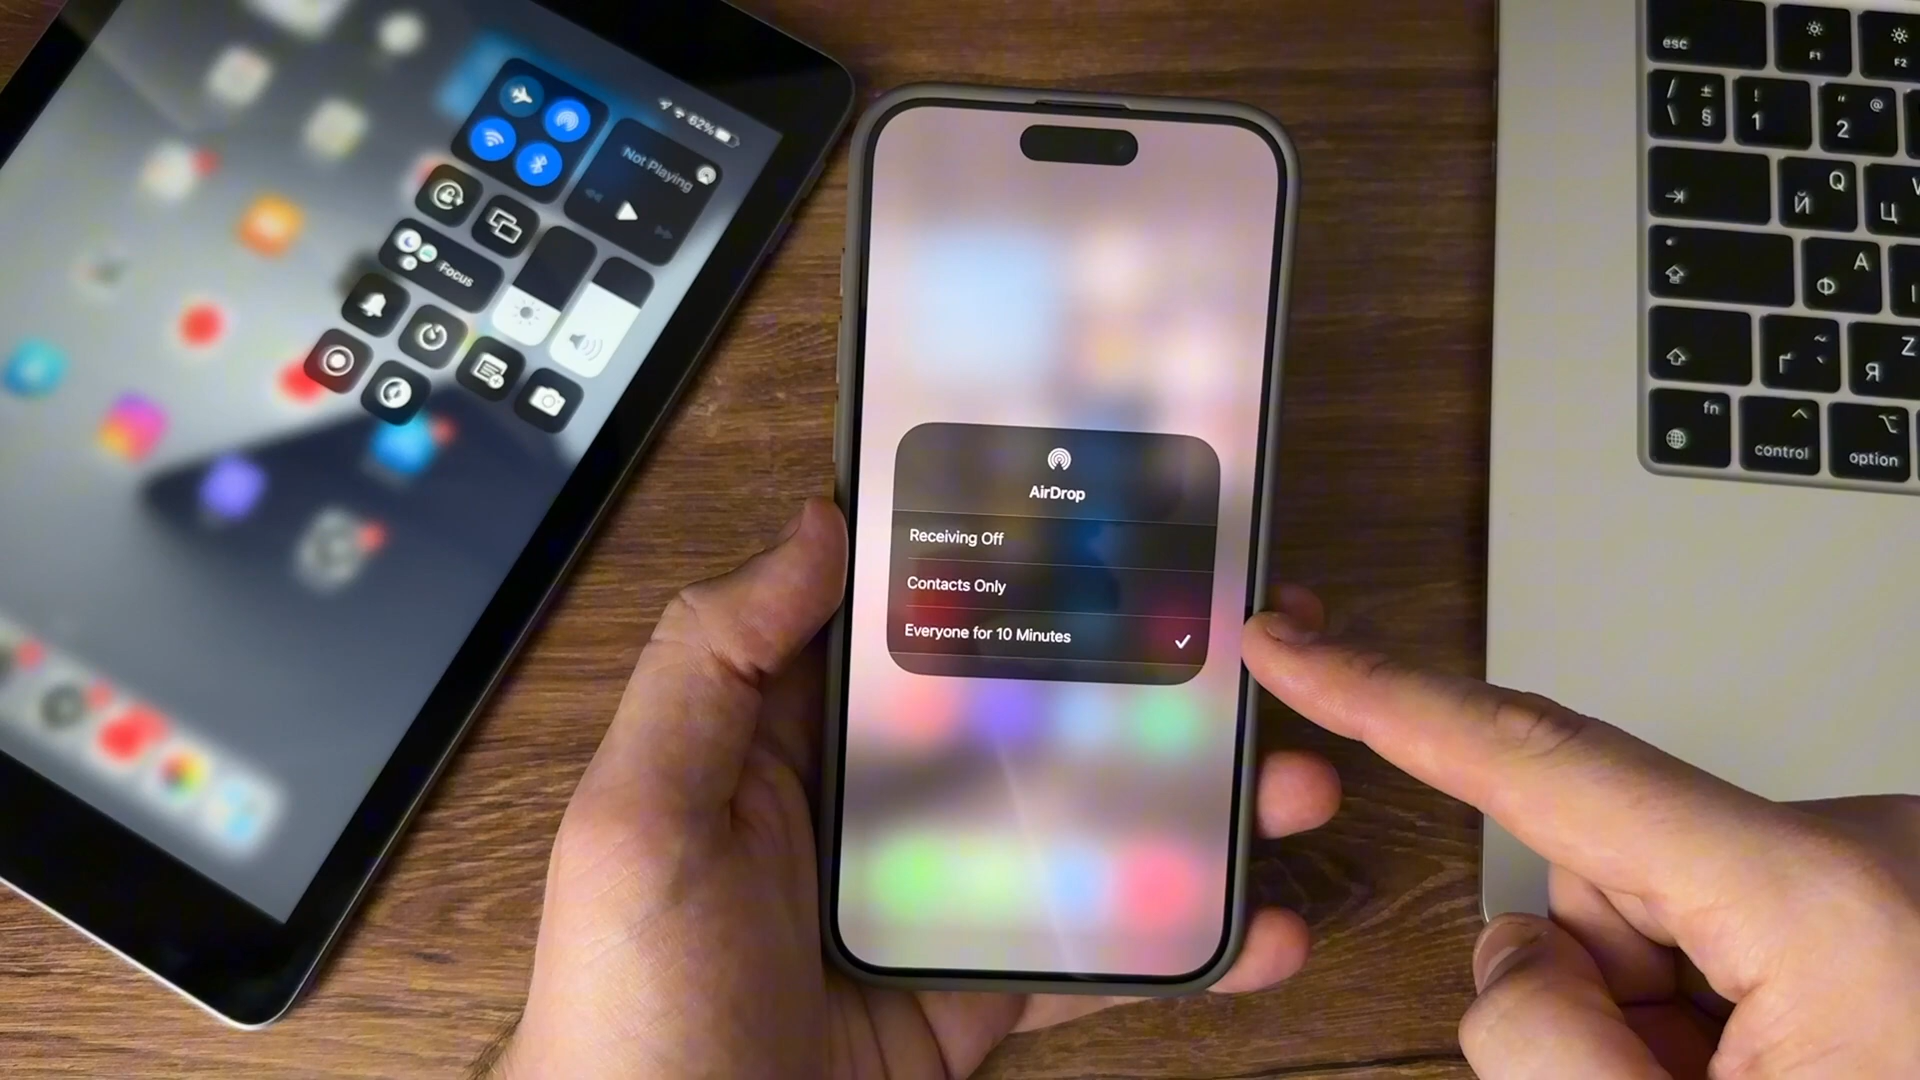 62%
Not Playing
Focus
AirDrop
Receiving Off
Contacts Only
Everyone for 10 Minutes
esc
F1
F2
/ ±
\ §
!
1
" @
2
Q
Й
Ц
A
Ф
~
ґ `
Z
Я
fn
control
option